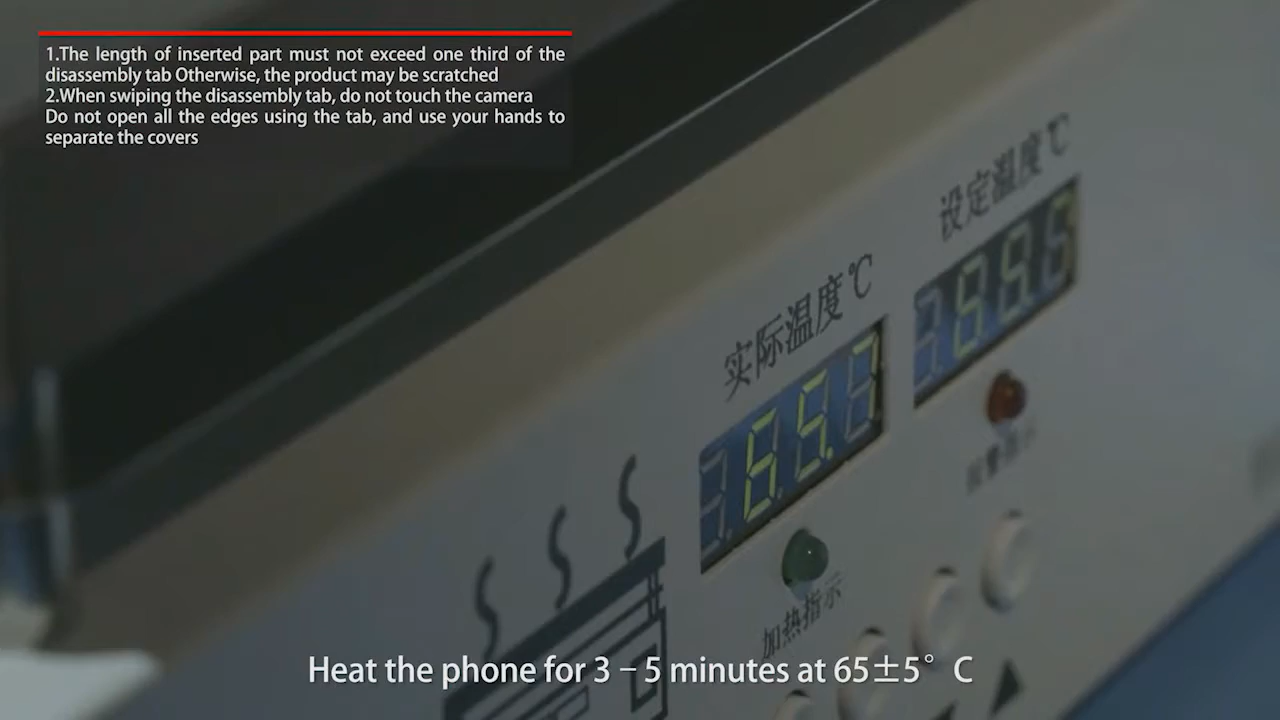 1.The length of inserted part must not exceed one third of the
disassembly tab Otherwise, the product may be scratched
2.When swiping the disassembly tab, do not touch the camera
Do not open all the edges using the tab, and use your hands to
separate the covers
设定温度℃
实际温度℃
65.7
加热指示
Heat the phone for 3 – 5 minutes at 65±5° C